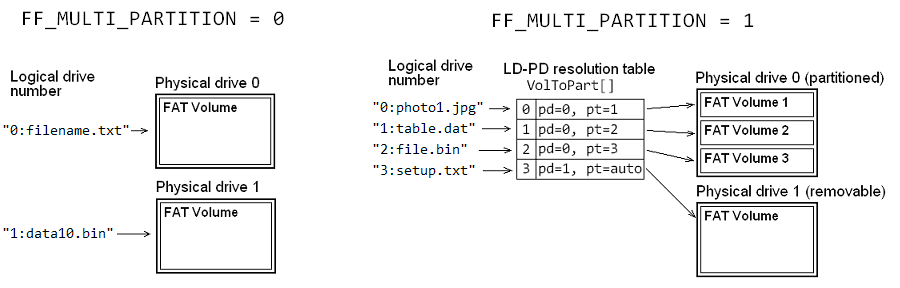 FF_MULTI_PARTITION = 0
Logical drive
number
Physical drive 0
FAT Volume
"0:filename.txt"
Physical drive 1
FAT Volume
"1:data10.bin"
FF_MULTI_PARTITION = 1
Logical drive
number
LD-PD resolution table
VolToPart[]
Physical drive 0 (partitioned)
"0:photo1.jpg"
0 pd=0, pt=1
FAT Volume 1
"1:table.dat"
1 pd=0, pt=2
FAT Volume 2
"2:file.bin"
2 pd=0, pt=3
FAT Volume 3
"3:setup.txt"
3 pd=1, pt=auto
Physical drive 1 (removable)
FAT Volume